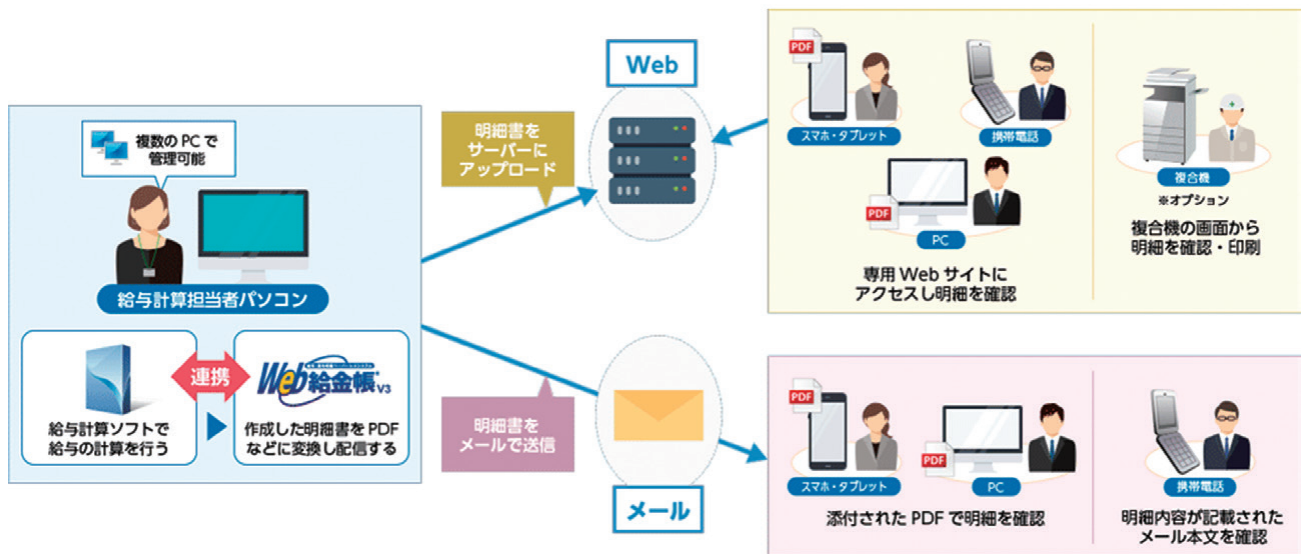 複数の PC で
管理可能
給与計算担当者パソコン
連携
Web給金帳 V3
給与計算ソフトで
給与の計算を行う
作成した明細書を PDF
などに変換し配信する
明細書を
サーバーに
アップロード
Web
明細書を
メールで送信
メール
PDF
スマホ・タブレット
携帯電話
PDF
PC
専用 Web サイトに
アクセスし明細を確認
複合機
※オプション
複合機の画面から
明細を確認・印刷
PDF
スマホ・タブレット
PDF
PC
添付された PDF で明細を確認
携帯電話
明細内容が記載された
メール本文を確認